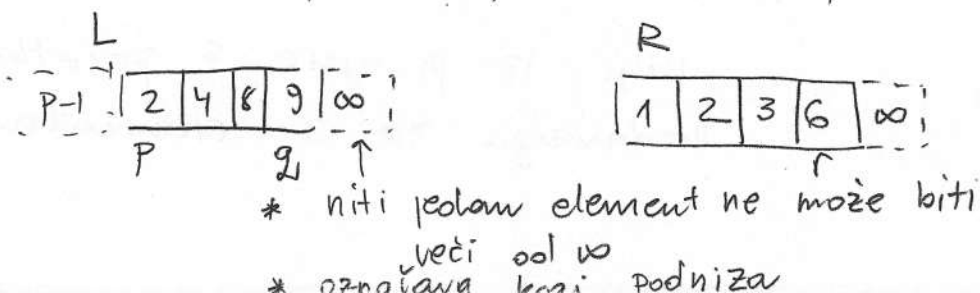 L R
P-1 2 4 8 9 ∞ 1 2 3 6 ∞
P q r
* niti jedan element ne može biti
veći od ∞
* označava kraj podniza